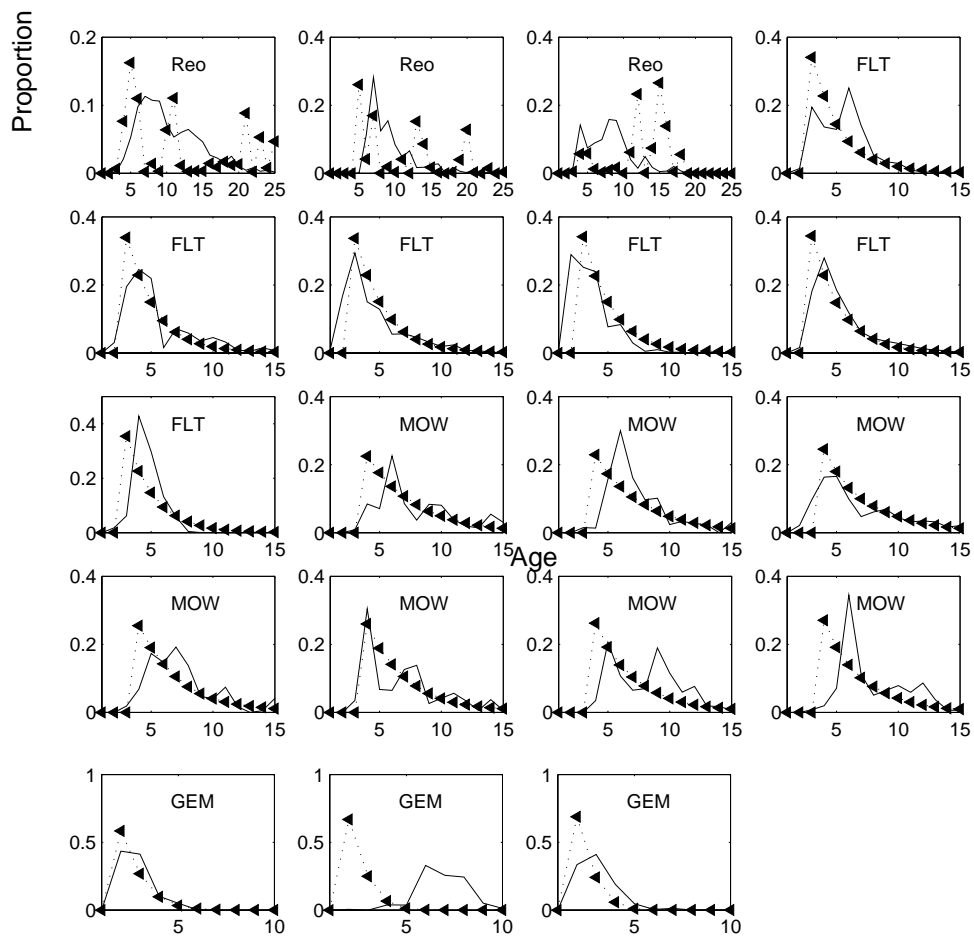 Proportion
0.2 0.4 0.4 0.4
Reo Reo Reo FLT
0.1 0.2 0.2 0.2
0 0 0 0
5 10 15 20 25 5 10 15 20 25 5 10 15 20 25 5 10 15
0.4 0.4 0.4 0.4
FLT FLT FLT FLT
0.2 0.2 0.2 0.2
0 0 0 0
5 10 15 5 10 15 5 10 15 5 10 15
0.4 0.4 0.4 0.4
FLT MOW MOW MOW
0.2 0.2 0.2 0.2
0 0 0 0
5 10 15 5 10 15 5 10 15 5 10 15
Age
0.4 0.4 0.4 0.4
MOW MOW MOW MOW
0.2 0.2 0.2 0.2
0 0 0 0
5 10 15 5 10 15 5 10 15 5 10 15
1 1 1
GEM GEM GEM
0.5 0.5 0.5
0 0 0
5 10 5 10 5 10